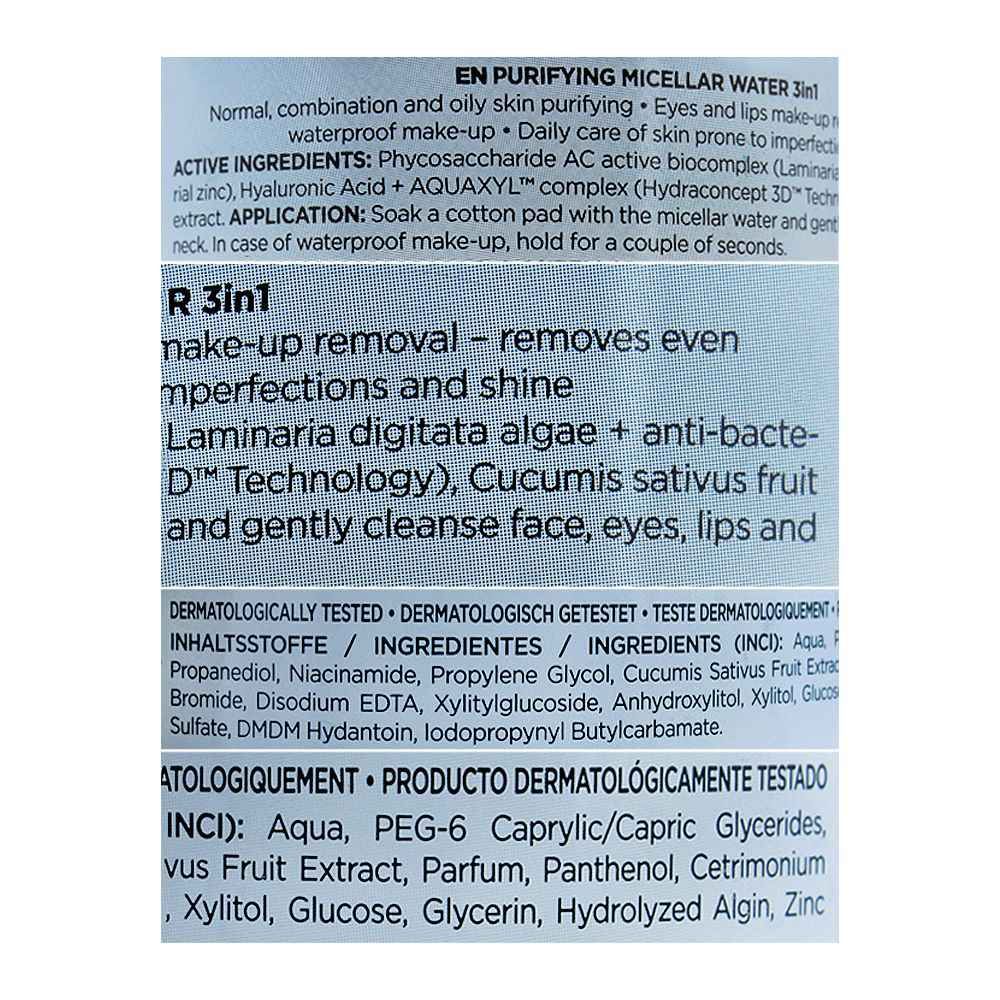 EN PURIFYING MICELLAR WATER 3in1
Normal, combination and oily skin purifying • Eyes and lips make-up r
waterproof make-up • Daily care of skin prone to imperfecti
ACTIVE INGREDIENTS: Phycosaccharide AC active biocomplex (Laminaria
rial zinc), Hyaluronic Acid + AQUAXYL™ complex (Hydraconcept 3D™ Techn
extract. APPLICATION: Soak a cotton pad with the micellar water and gent
neck. In case of waterproof make-up, hold for a couple of seconds.
R 3in1
make-up removal – removes even
mperfections and shine
Laminaria digitata algae + anti-bacte-
D™ Technology), Cucumis sativus fruit
and gently cleanse face, eyes, lips and
DERMATOLOGICALLY TESTED • DERMATOLOGISCH GETESTET • TESTE DERMATOLOGIQUEMENT • P
INHALTSSTOFFE / INGREDIENTES / INGREDIENTS (INCI): Aqua, P
Propanediol, Niacinamide, Propylene Glycol, Cucumis Sativus Fruit Extrac
Bromide, Disodium EDTA, Xylitylglucoside, Anhydroxylitol, Xylitol, Glucos
Sulfate, DMDM Hydantoin, Iodopropynyl Butylcarbamate.
ATOLOGIQUEMENT • PRODUCTO DERMATOLÓGICAMENTE TESTADO
INCI): Aqua, PEG-6 Caprylic/Capric Glycerides,
vus Fruit Extract, Parfum, Panthenol, Cetrimonium
, Xylitol, Glucose, Glycerin, Hydrolyzed Algin, Zinc